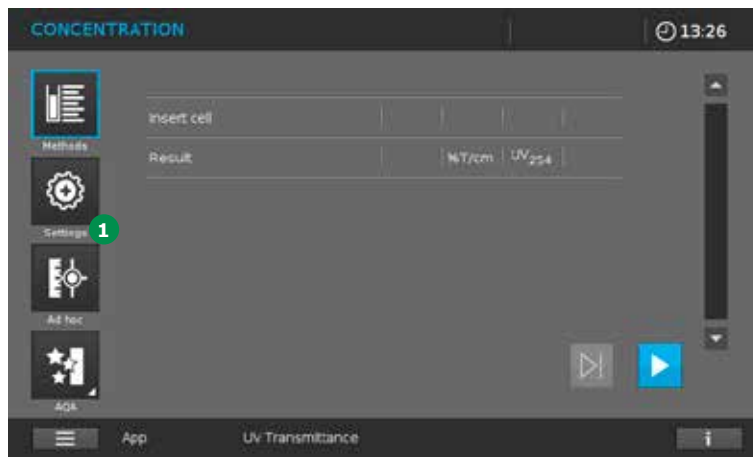 CONCENTRATION 13:26
Methods
Insert cell
Result %T/cm UV254
Settings 1
Ad hoc
AQA
App UV Transmittance i